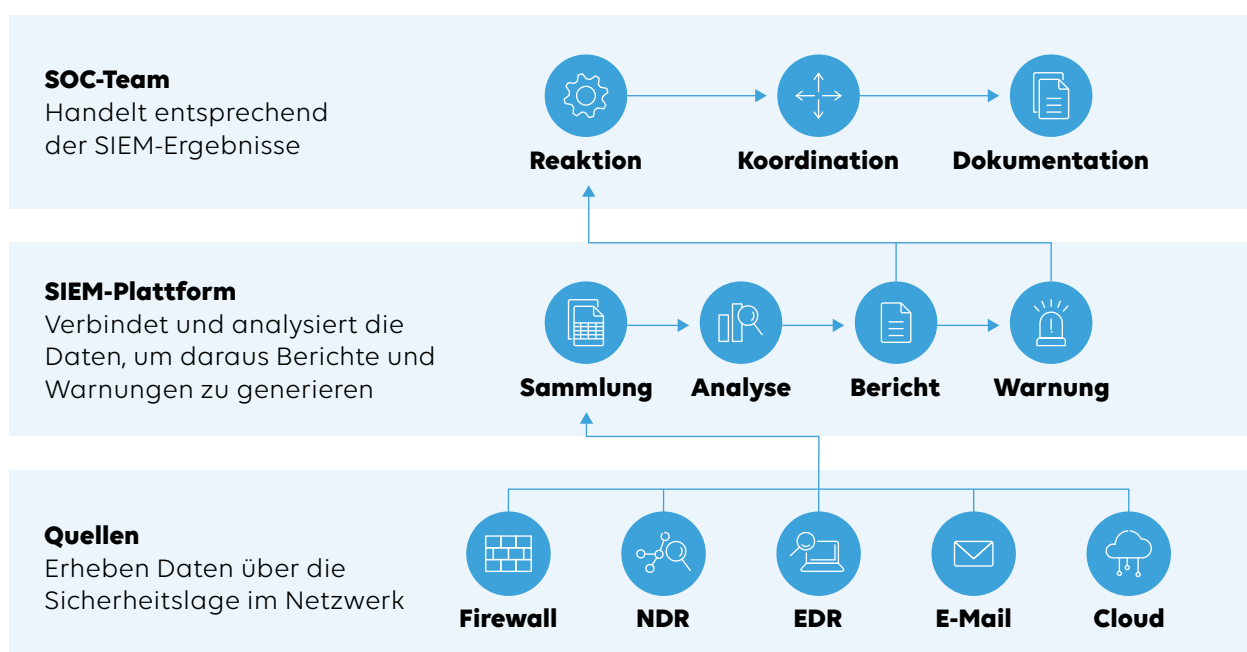 SOC-Team
Handelt entsprechend
der SIEM-Ergebnisse
Reaktion
Koordination
Dokumentation
SIEM-Plattform
Verbindet und analysiert die
Daten, um daraus Berichte und
Warnungen zu generieren
Sammlung
Analyse
Bericht
Warnung
Quellen
Erheben Daten über die
Sicherheitslage im Netzwerk
Firewall
NDR
EDR
E-Mail
Cloud